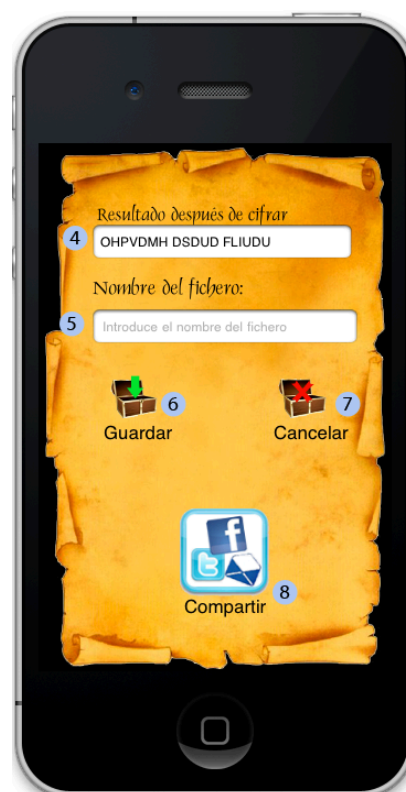 Resultado después de cifrar
4 OHPVDMH DSDUD FLIUDU
Nombre del fichero:
5 Introduce el nombre del fichero
6 7
Guardar Cancelar
8
Compartir